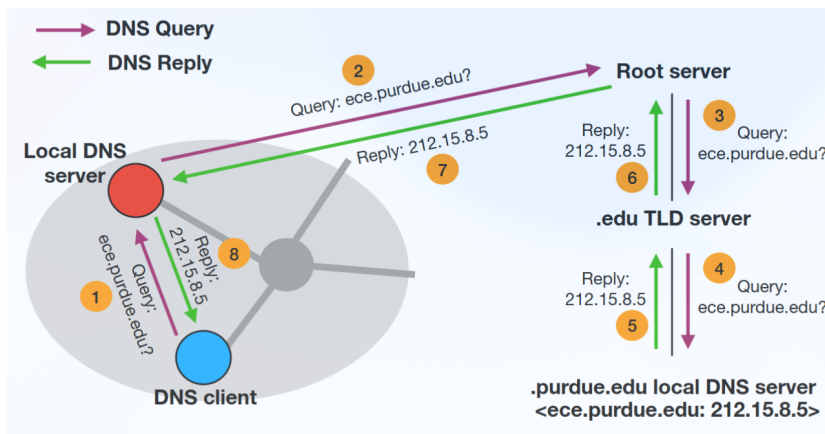 DNS Query
DNS Reply
2
Query: ece.purdue.edu?
Root server
Reply: 212.15.8.5
7
Reply:
212.15.8.5
6
3
Query:
ece.purdue.edu?
Local DNS
server
.edu TLD server
1
Query:
ece.purdue.edu?
Reply:
212.15.8.5
8
Reply:
212.15.8.5
5
4
Query:
ece.purdue.edu?
DNS client
.purdue.edu local DNS server
<ece.purdue.edu: 212.15.8.5>